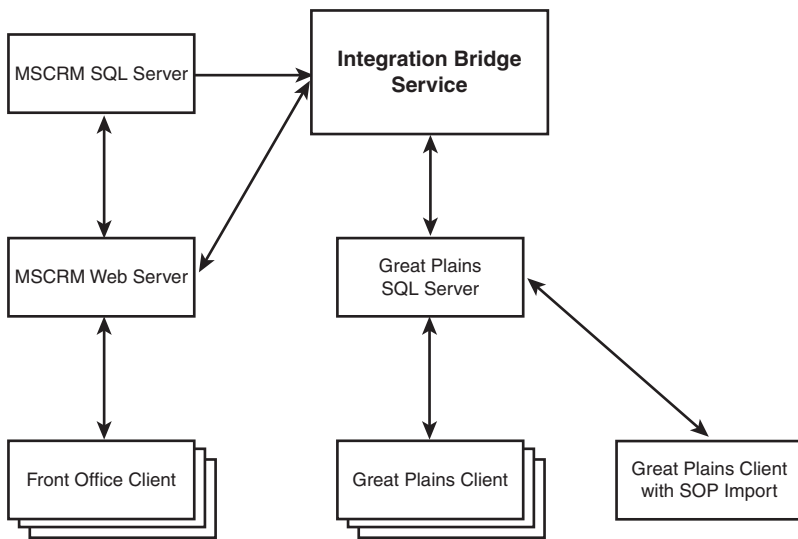 MSCRM SQL Server
Integration Bridge
Service
MSCRM Web Server
Great Plains
SQL Server
Front Office Client
Great Plains Client
Great Plains Client
with SOP Import